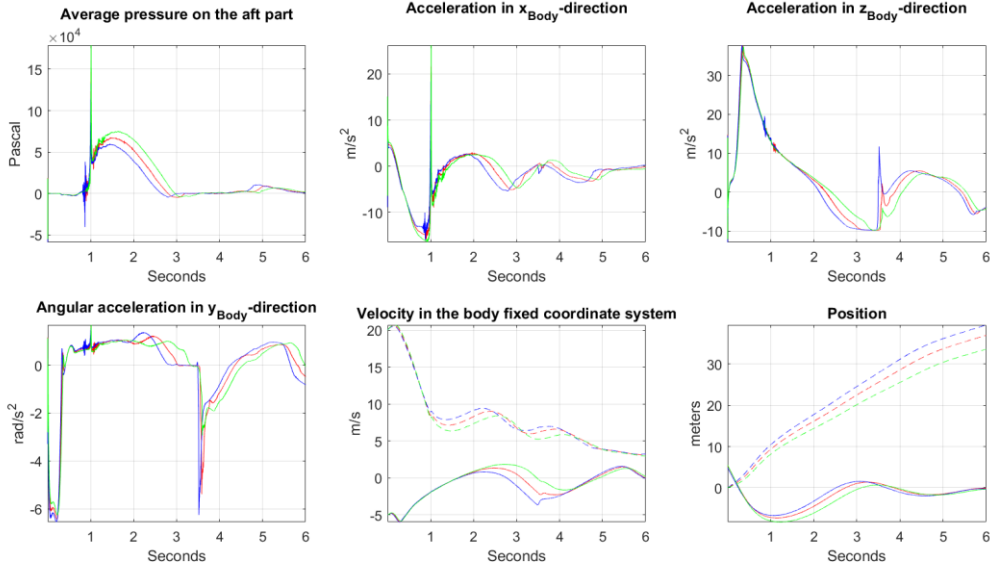 Average pressure on the aft part
×10⁴
Pascal
15
10
5
0
-5
1 2 3 4 5 6
Seconds
Acceleration in x_Body-direction
m/s²
20
10
0
-10
1 2 3 4 5 6
Seconds
Acceleration in z_Body-direction
m/s²
30
20
10
0
-10
1 2 3 4 5 6
Seconds
Angular acceleration in y_Body-direction
rad/s²
0
-2
-4
-6
1 2 3 4 5 6
Seconds
Velocity in the body fixed coordinate system
m/s
20
15
10
5
0
-5
1 2 3 4 5 6
Seconds
Position
meters
30
20
10
0
1 2 3 4 5 6
Seconds